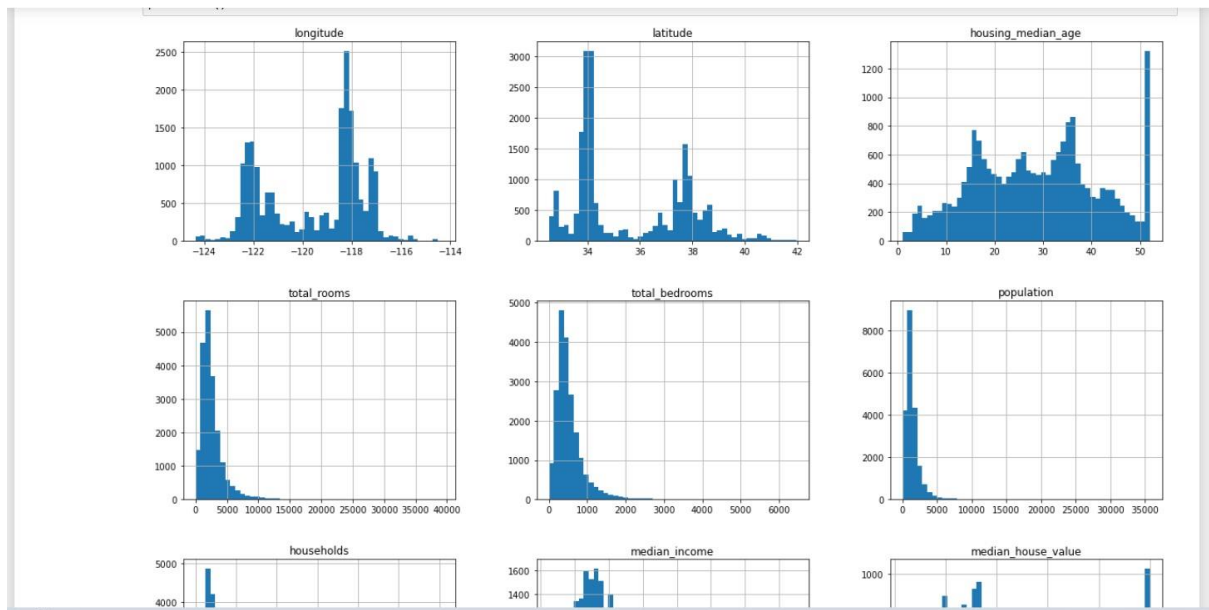 longitude
2500
2000
1500
1000
500
0
−124 −122 −120 −118 −116 −114
latitude
3000
2500
2000
1500
1000
500
0
34 36 38 40 42
housing_median_age
1200
1000
800
600
400
200
0
0 10 20 30 40 50
total_rooms
5000
4000
3000
2000
1000
0
0 5000 10000 15000 20000 25000 30000 35000 40000
total_bedrooms
5000
4000
3000
2000
1000
0
0 1000 2000 3000 4000 5000 6000
population
8000
6000
4000
2000
0
0 5000 10000 15000 20000 25000 30000 35000
households
5000
4000
median_income
1600
1400
median_house_value
1000